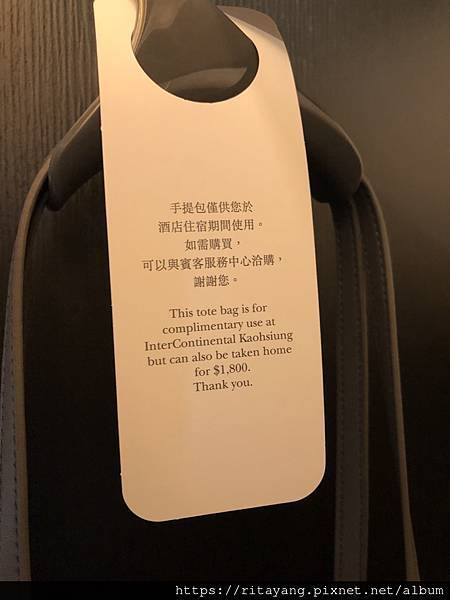 手提包僅供您於
酒店住宿期間使用。
如需購買，
可以與賓客服務中心洽購，
謝謝您。
This tote bag is for
complimentary use at
InterContinental Kaohsiung
but can also be taken home
for $1,800.
Thank you.
https://ritayang.pixnet.net/album